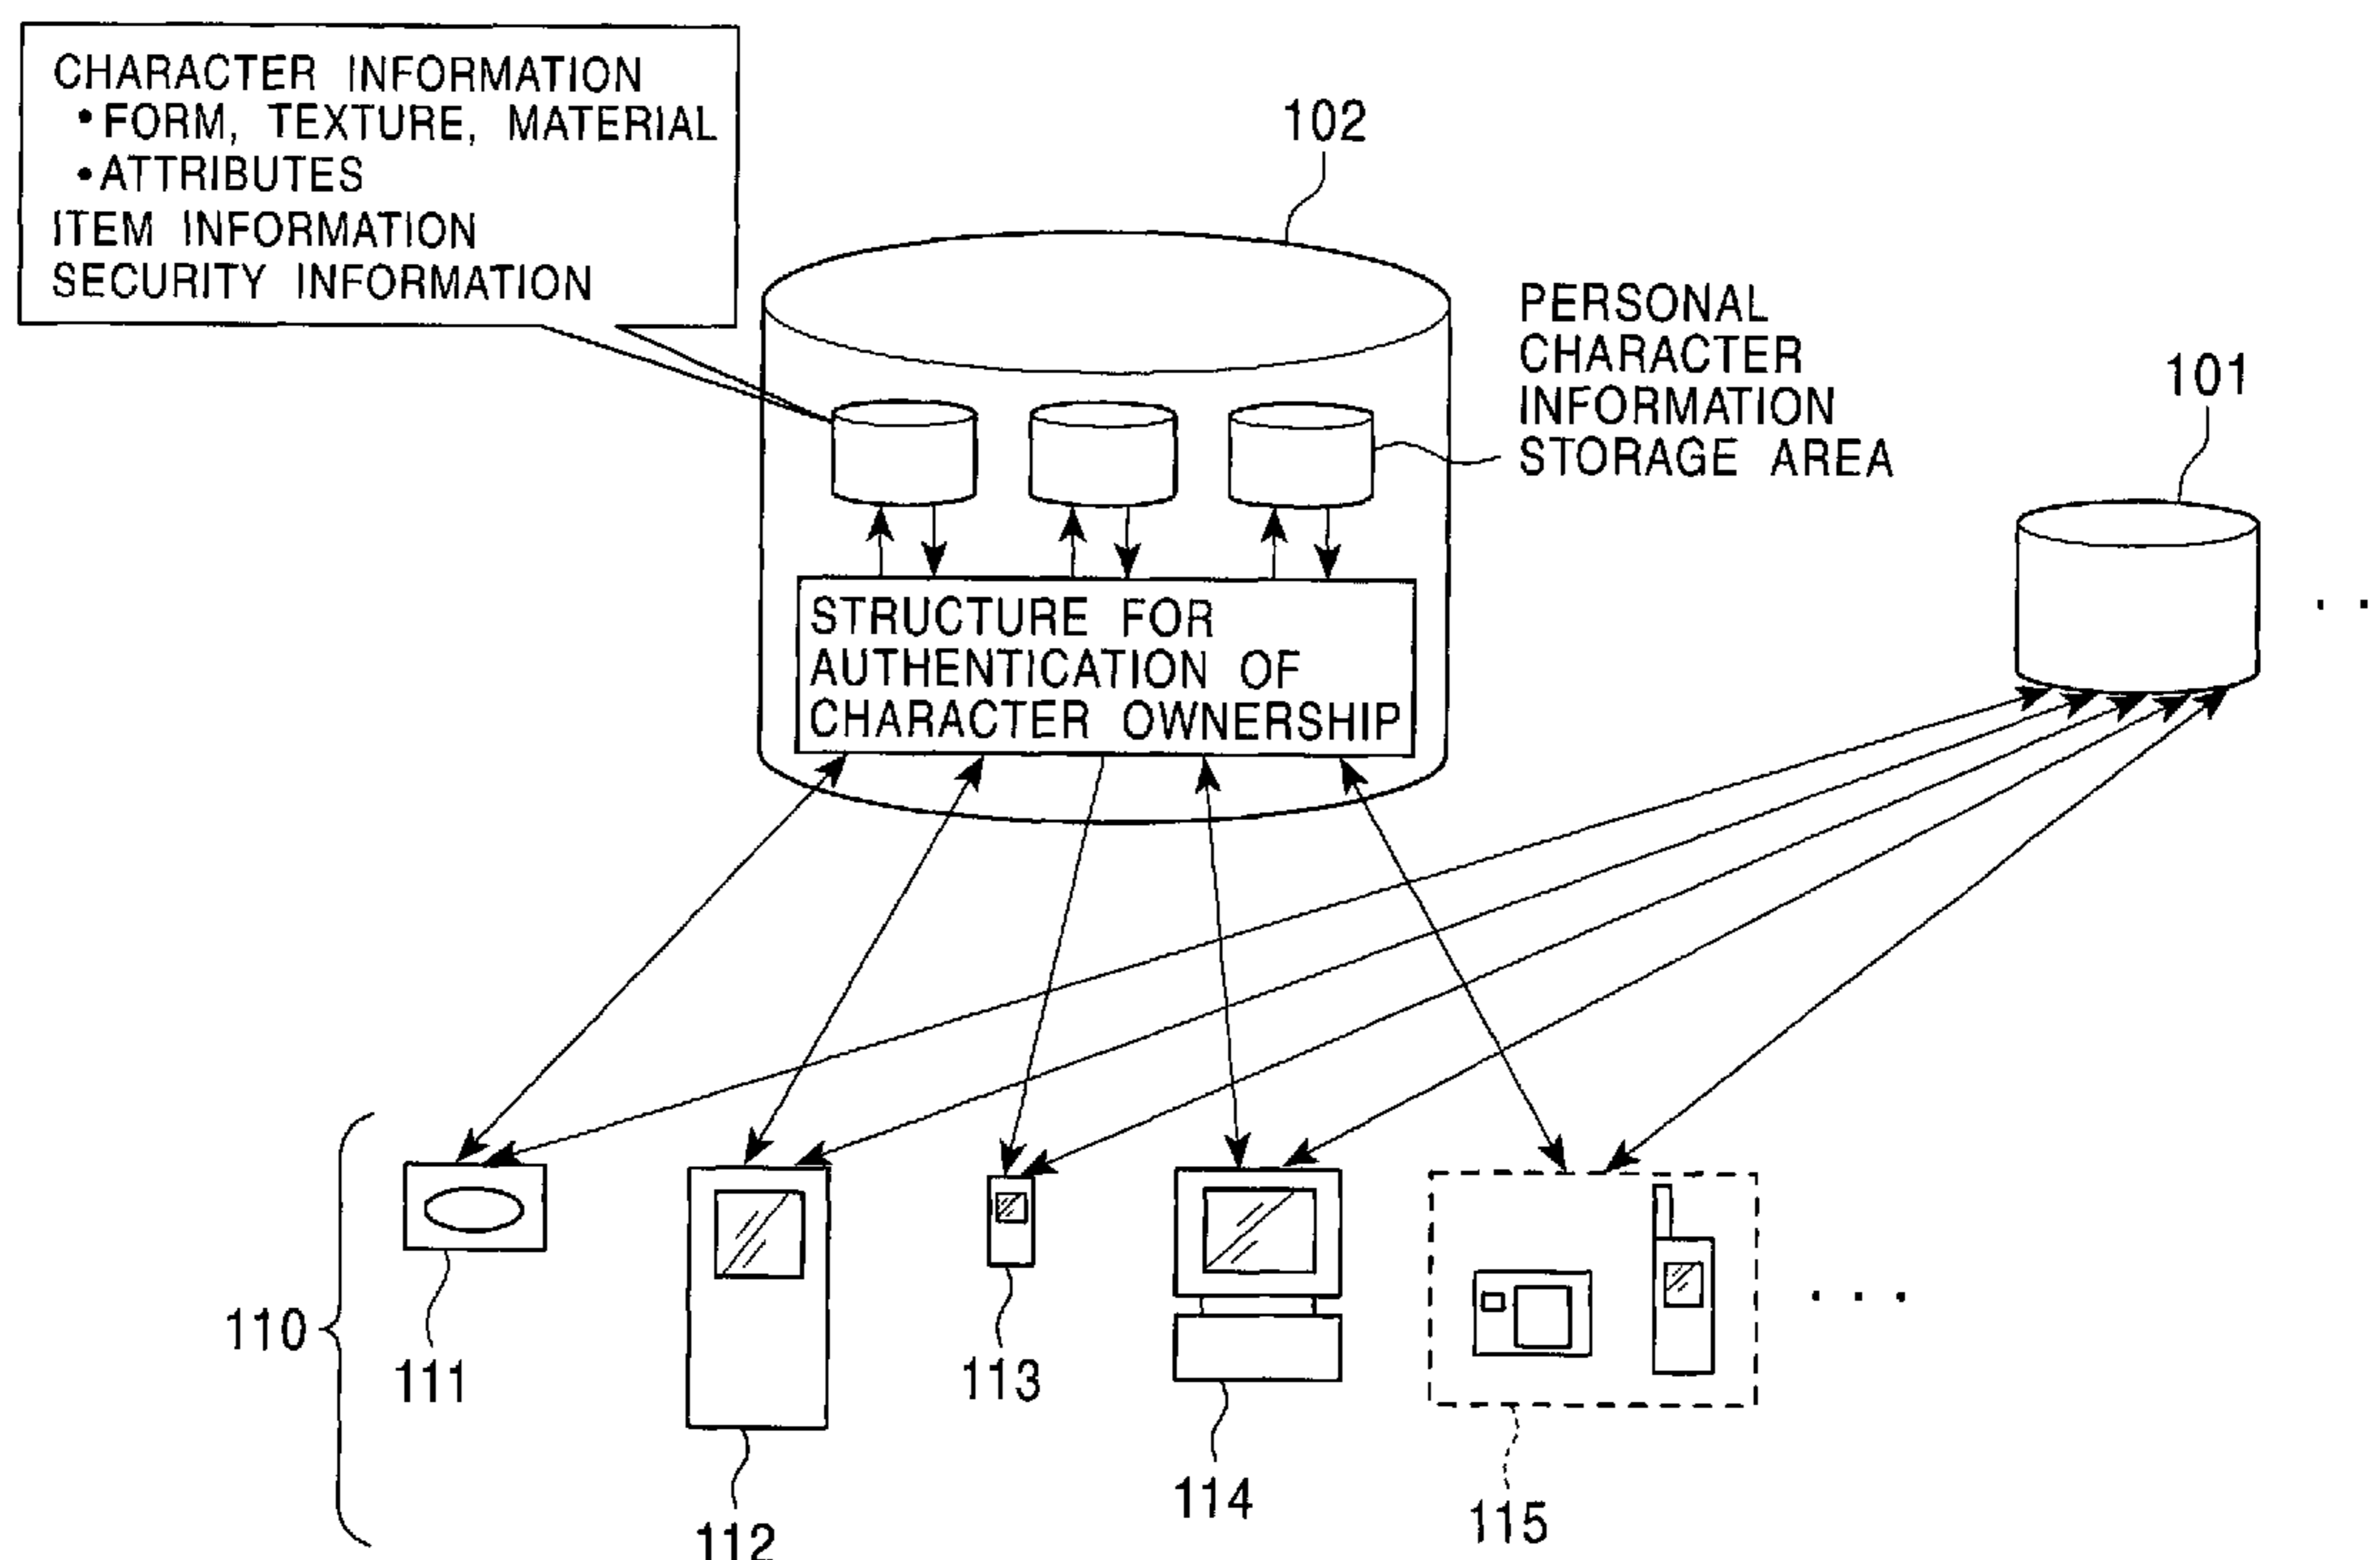 CHARACTER INFORMATION
•FORM, TEXTURE, MATERIAL
•ATTRIBUTES
ITEM INFORMATION
SECURITY INFORMATION
102
PERSONAL
CHARACTER
INFORMATION
STORAGE AREA
101
STRUCTURE FOR
AUTHENTICATION OF
CHARACTER OWNERSHIP
110
111
112
113
114
115